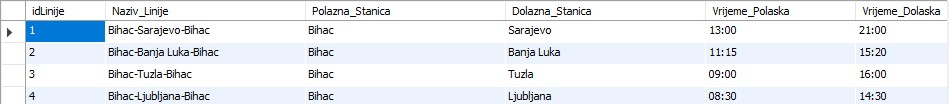 idLinije Naziv_Linije Polazna_Stanica Dolazna_Stanica Vrijeme_Polaska Vrijeme_Dolaska
1 Bihac-Sarajevo-Bihac Bihac Sarajevo 13:00 21:00
2 Bihac-Banja Luka-Bihac Bihac Banja Luka 11:15 15:20
3 Bihac-Tuzla-Bihac Bihac Tuzla 09:00 16:00
4 Bihac-Ljubljana-Bihac Bihac Ljubljana 08:30 14:30